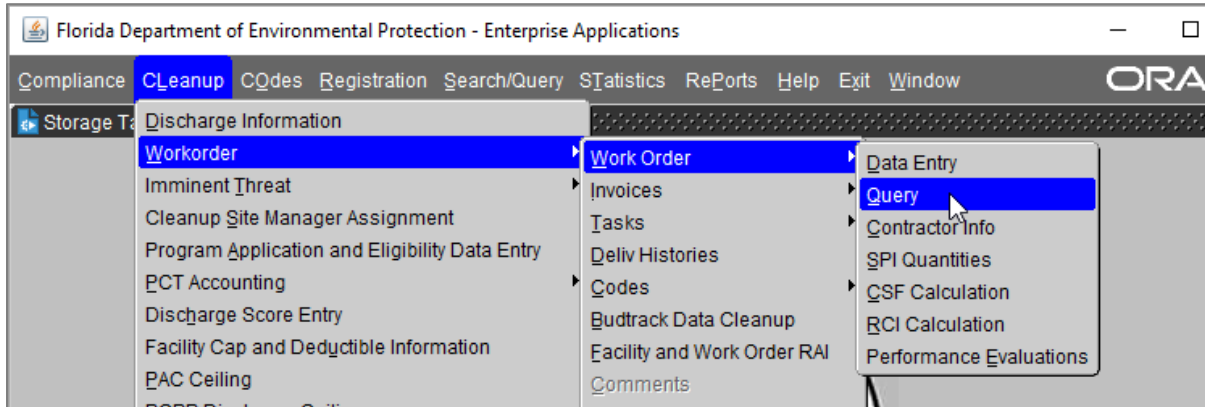 Florida Department of Environmental Protection - Enterprise Applications
Compliance CLeanup COdes Registration Search/Query STatistics RePorts Help Exit Window
Discharge Information
Workorder
Imminent Threat
Cleanup Site Manager Assignment
Program Application and Eligibility Data Entry
PCT Accounting
Discharge Score Entry
Facility Cap and Deductible Information
PAC Ceiling
Storage
Work Order
Invoices
Tasks
Deliv Histories
Codes
Budtrack Data Cleanup
Facility and Work Order RAI
Comments
Data Entry
Query
Contractor Info
SPI Quantities
CSF Calculation
RCI Calculation
Performance Evaluations